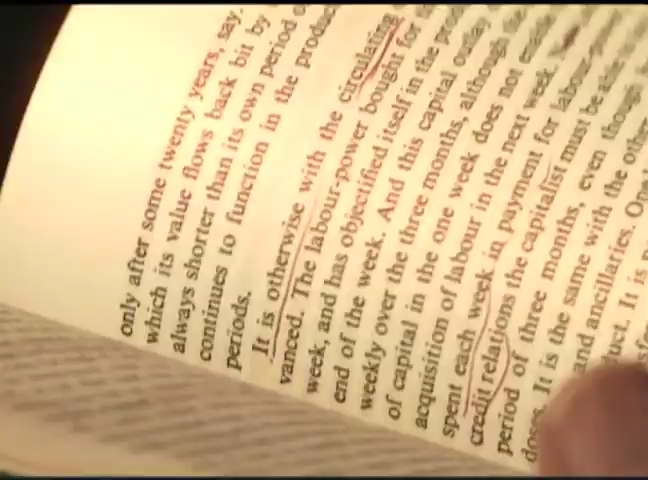 only after some twenty years, say.
which its value flows back bit by
always shorter than its own period
continues to function in the
periods.
It is otherwise with the circulating
vanced. The labour-power bought for
week, and has objectified itself in the
end of the week. And this capital outlay
weekly over the three months, although
of capital in the one week does not
acquisition of labour in the next week.
spent each week in payment for labour-power
credit relations the capitalist must be able
period of three months, even though
does. It is the same with the other
and ancillaries.
It is